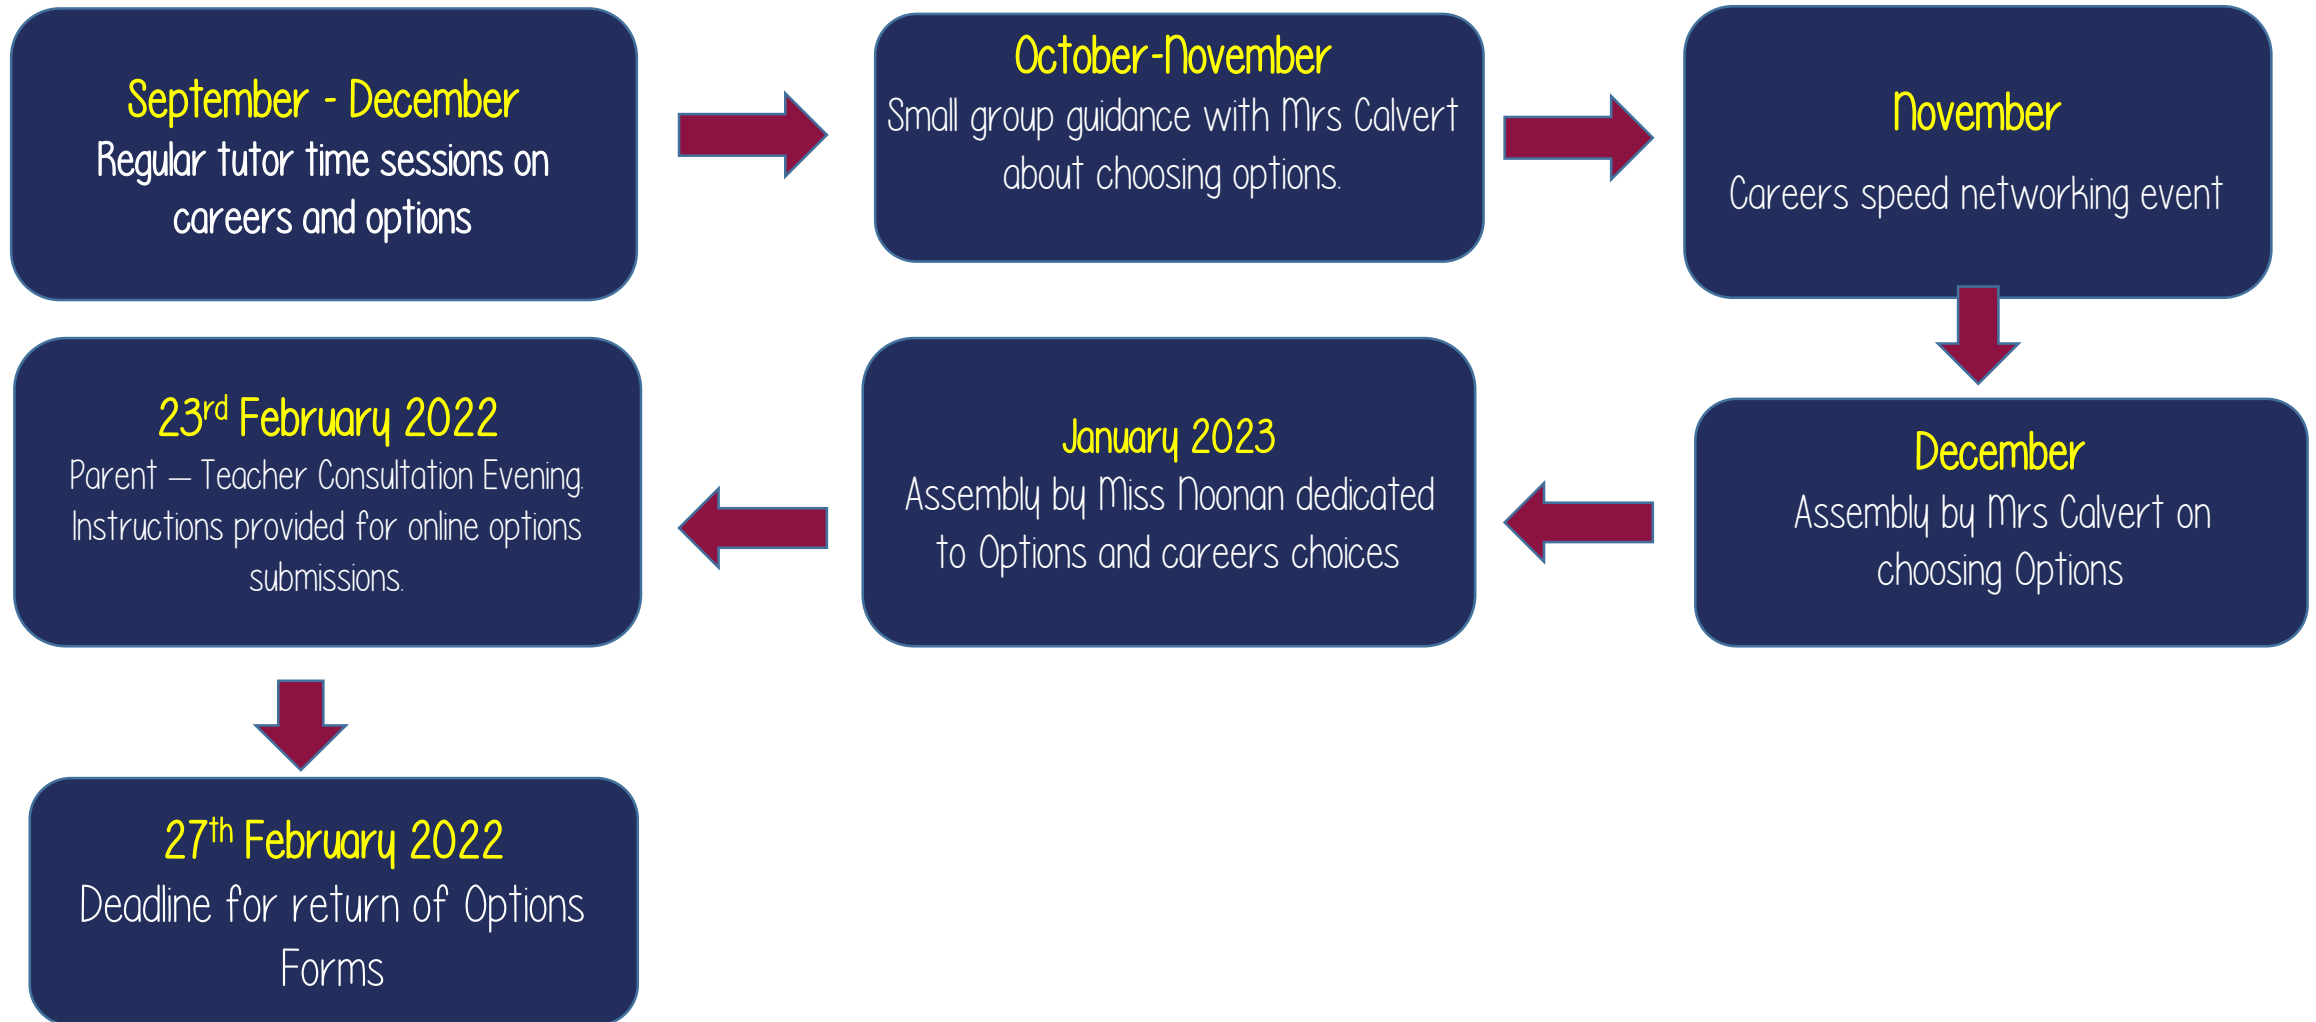 September - December
Regular tutor time sessions on
careers and options
October-November
Small group guidance with Mrs Calvert
about choosing options.
November
Careers speed networking event
December
Assembly by Mrs Calvert on
choosing Options
January 2023
Assembly by Miss Noonan dedicated
to Options and careers choices
23rd February 2022
Parent – Teacher Consultation Evening.
Instructions provided for online options
submissions.
27th February 2022
Deadline for return of Options
Forms